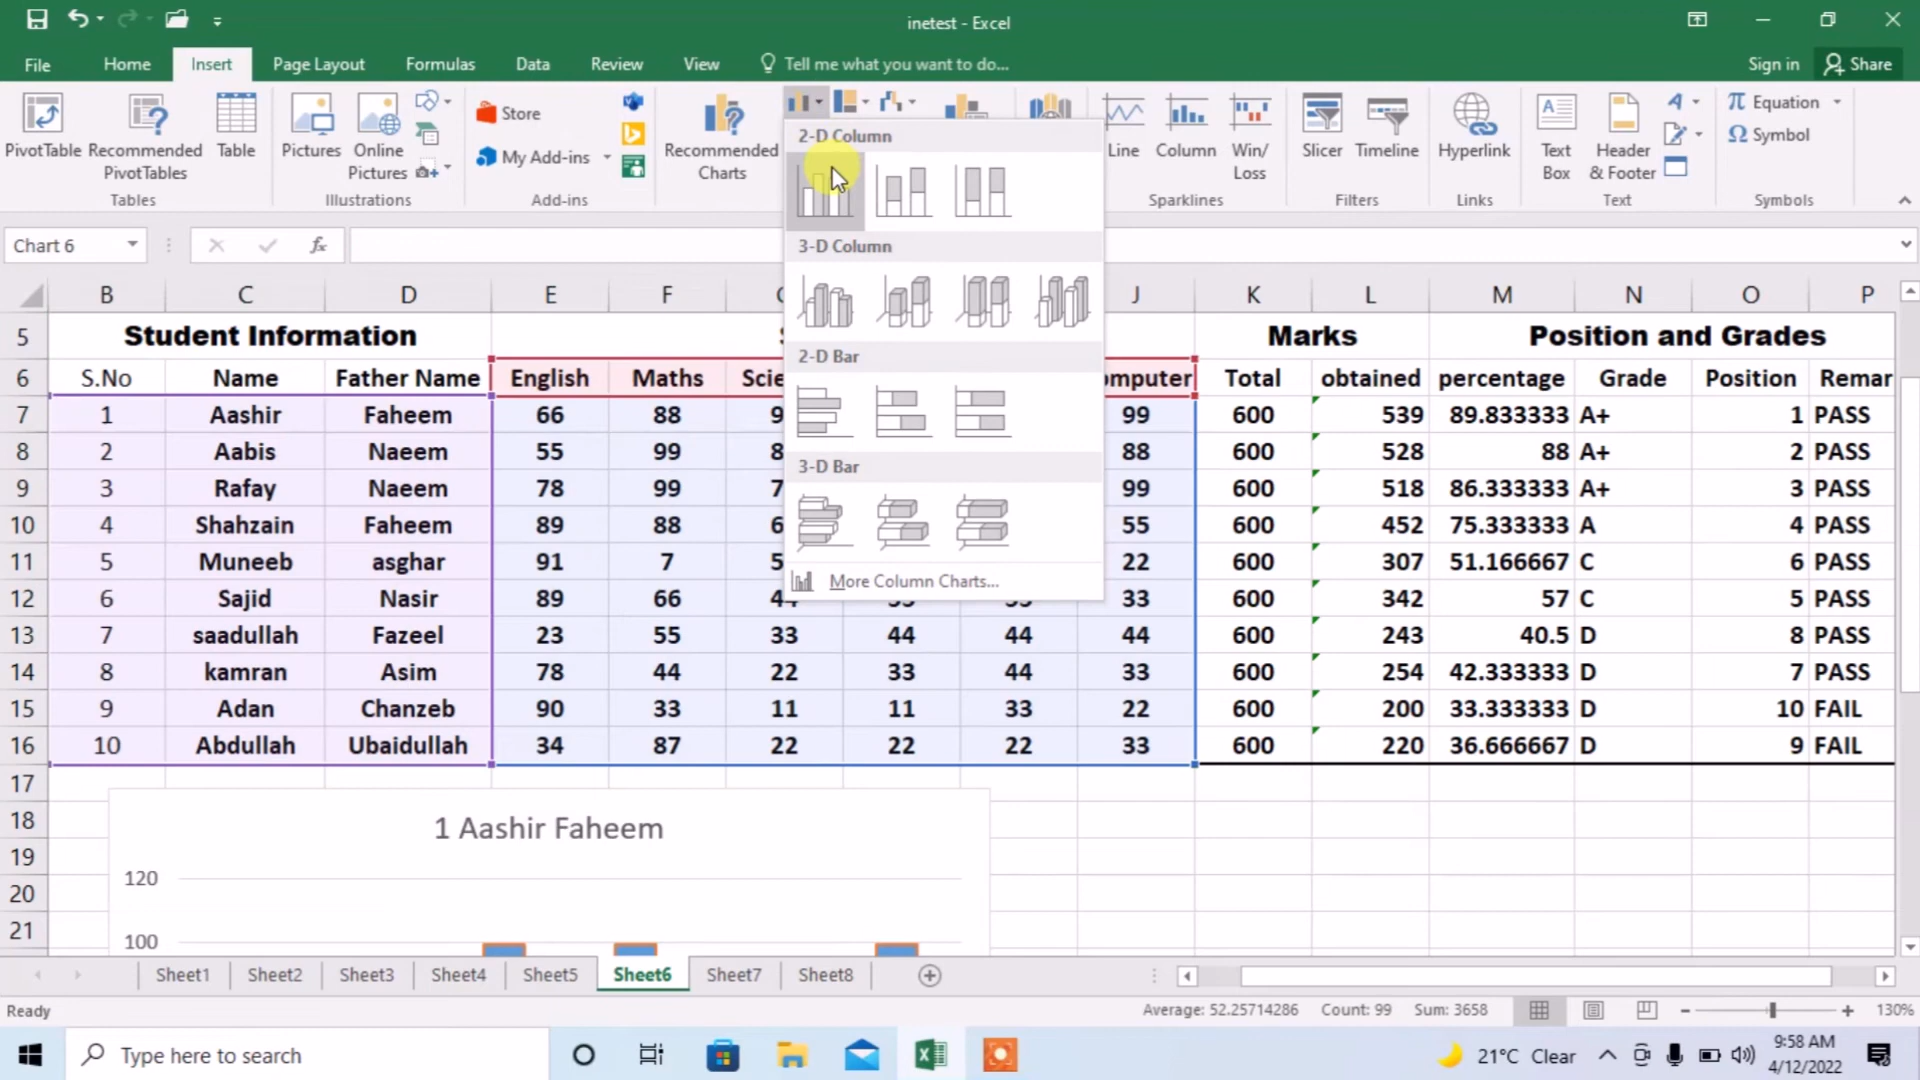 inetest - Excel
File Home Insert Page Layout Formulas Data Review View Tell me what you want to do... Sign in Share
PivotTable Recommended PivotTables Table
Tables
Pictures Online Pictures
Illustrations
Store
My Add-ins
Add-ins
Recommended Charts
Line Column Win/ Loss
Sparklines
Slicer Timeline
Filters
Hyperlink
Links
Text Box Header & Footer
Text
Equation
Symbol
Symbols
2-D Column
3-D Column
2-D Bar
3-D Bar
More Column Charts...
Chart 6 fx
B C D E F J K L M N O P
5 Student Information Marks Position and Grades
6 S.No Name Father Name English Maths Total obtained percentage Grade Position
7 1 Aashir Faheem 66 88 99 600 539 89.833333 A+ 1 PASS
8 2 Aabis Naeem 55 99 88 600 528 88 A+ 2 PASS
9 3 Rafay Naeem 78 99 99 600 518 86.333333 A+ 3 PASS
10 4 Shahzain Faheem 89 88 55 600 452 75.333333 A 4 PASS
11 5 Muneeb asghar 91 7 22 600 307 51.166667 C 6 PASS
12 6 Sajid Nasir 89 66 33 600 342 57 C 5 PASS
13 7 saadullah Fazeel 23 55 33 44 44 44 600 243 40.5 D 8 PASS
14 8 kamran Asim 78 44 22 33 44 33 600 254 42.333333 D 7 PASS
15 9 Adan Chanzeb 90 33 11 11 33 22 600 200 33.333333 D 10 FAIL
16 10 Abdullah Ubaidullah 34 87 22 22 22 33 600 220 36.666667 D 9 FAIL
17
18
19
20
21
1 Aashir Faheem
120
100
Sheet1 Sheet2 Sheet3 Sheet4 Sheet5 Sheet6 Sheet7 Sheet8
Ready Average: 52.25714286 Count: 99 Sum: 3658 130%
Type here to search 21°C Clear 9:58 AM
4/12/2022